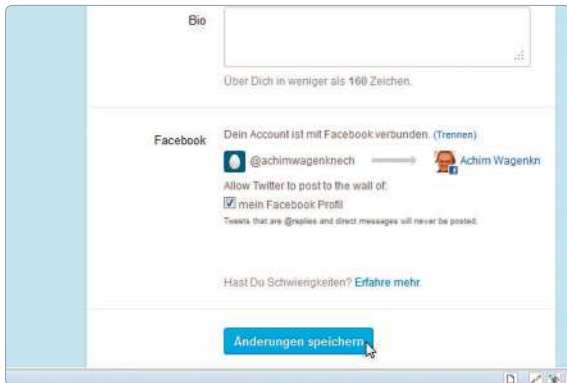 Bio
Über Dich in weniger als 160 Zeichen.
Facebook
Dein Account ist mit Facebook verbunden. (Trennen)
@achimwagenknech
Achim Wagenkn
Allow Twitter to post to the wall of:
mein Facebook Profil
Tweets that are @replies and direct messages will never be posted.
Hast Du Schwierigkeiten? Erfahre mehr.
Änderungen speichern